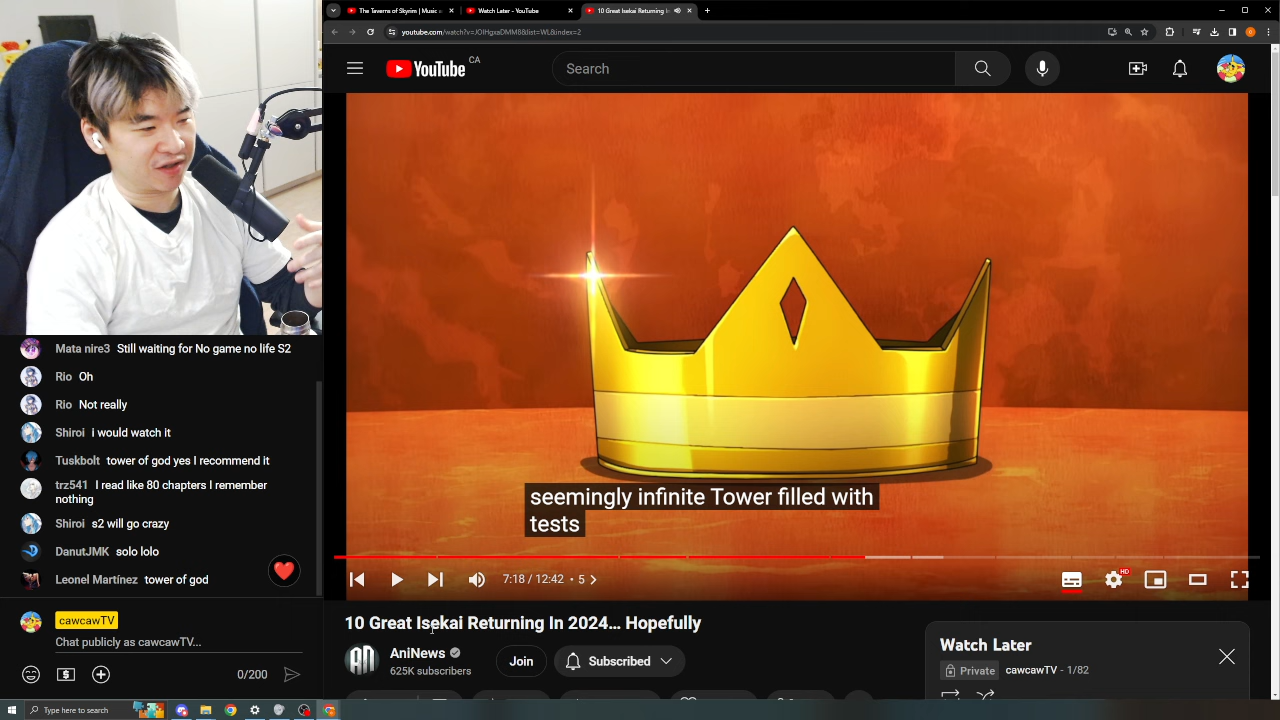 The Taverns of Skyrim | Music
Watch Later - YouTube
10 Great Isekai Returning In
youtube.com/watch?v=JOIHgxaDMM8&list=WL&index=2
YouTube CA
Search
seemingly infinite Tower filled with
tests
7:18 / 12:42 • 5
HD
10 Great Isekai Returning In 2024... Hopefully
AniNews
625K subscribers
Join
Subscribed
Watch Later
Private cawcawTV - 1/82
Mata nire3 Still waiting for No game no life S2
Rio Oh
Rio Not really
Shiroi i would watch it
Tuskbolt tower of god yes I recommend it
trz541 I read like 80 chapters I remember
nothing
Shiroi s2 will go crazy
DanutJMK solo lolo
Leonel Martínez tower of god
cawcawTV
Chat publicly as cawcawTV...
0/200
Type here to search